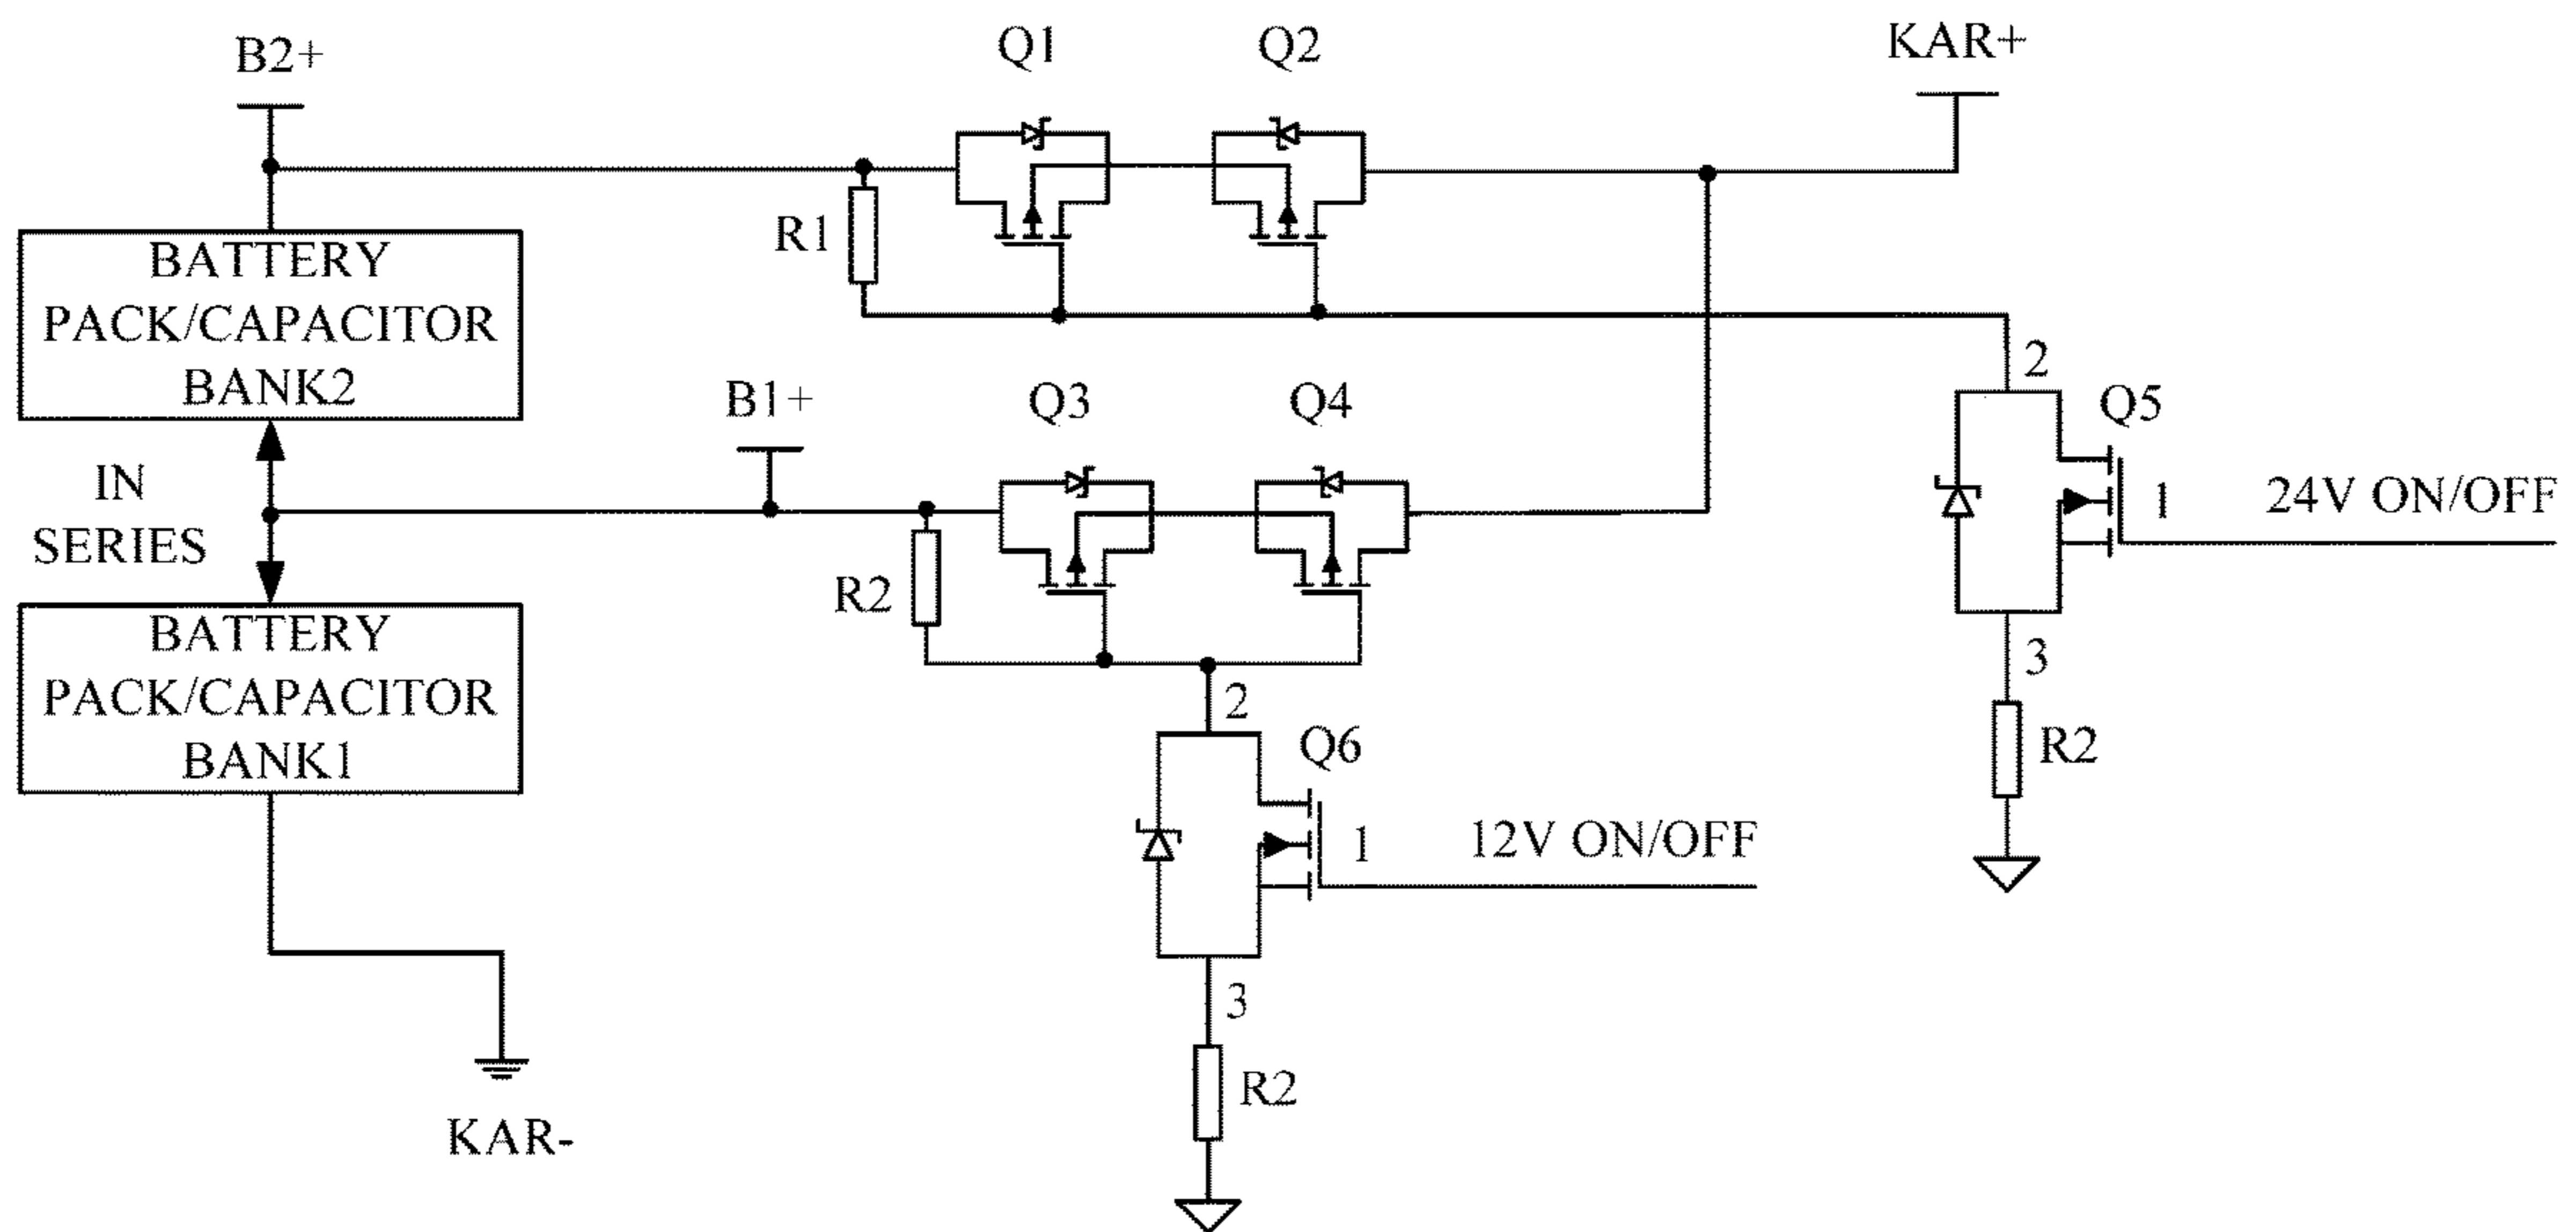 Q1
Q2
KAR+
B2+
R1
BATTERY
PACK/CAPACITOR
BANK2
2
B1+
Q3
Q4
Q5
IN
SERIES
24V ON/OFF
1
R2
BATTERY
PACK/CAPACITOR
BANK1
3
2
Q6
R2
12V ON/OFF
1
3
R2
KAR-